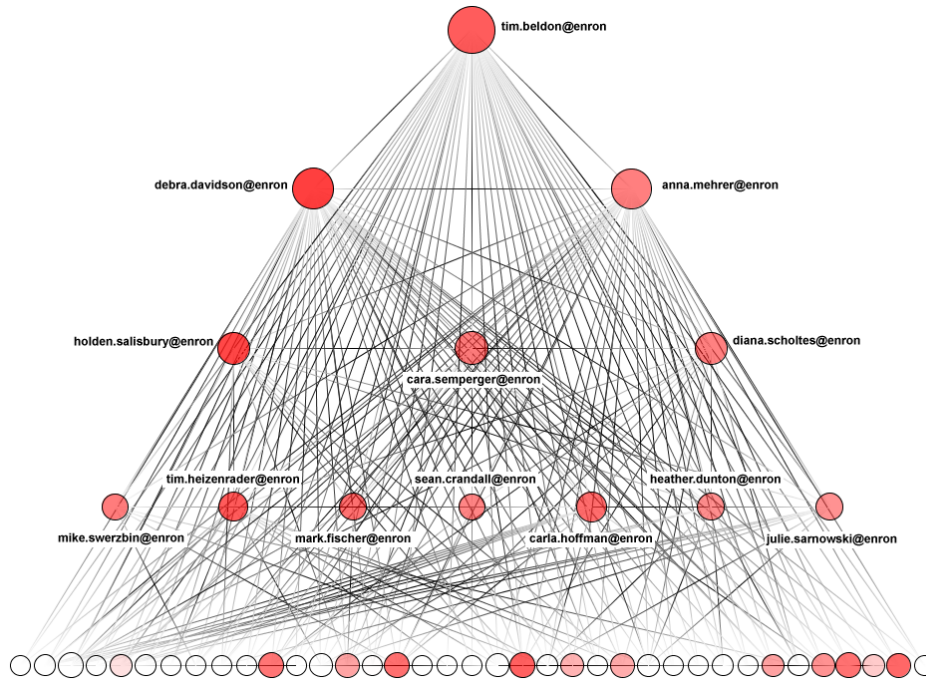 tim.beldon@enron
debra.davidson@enron
anna.mehrer@enron
holden.salisbury@enron
diana.scholtes@enron
cara.semperger@enron
tim.heizenrader@enron
sean.crandall@enron
heather.dunton@enron
mike.swerzbin@enron
mark.fischer@enron
carla.hoffman@enron
julie.sarnowski@enron